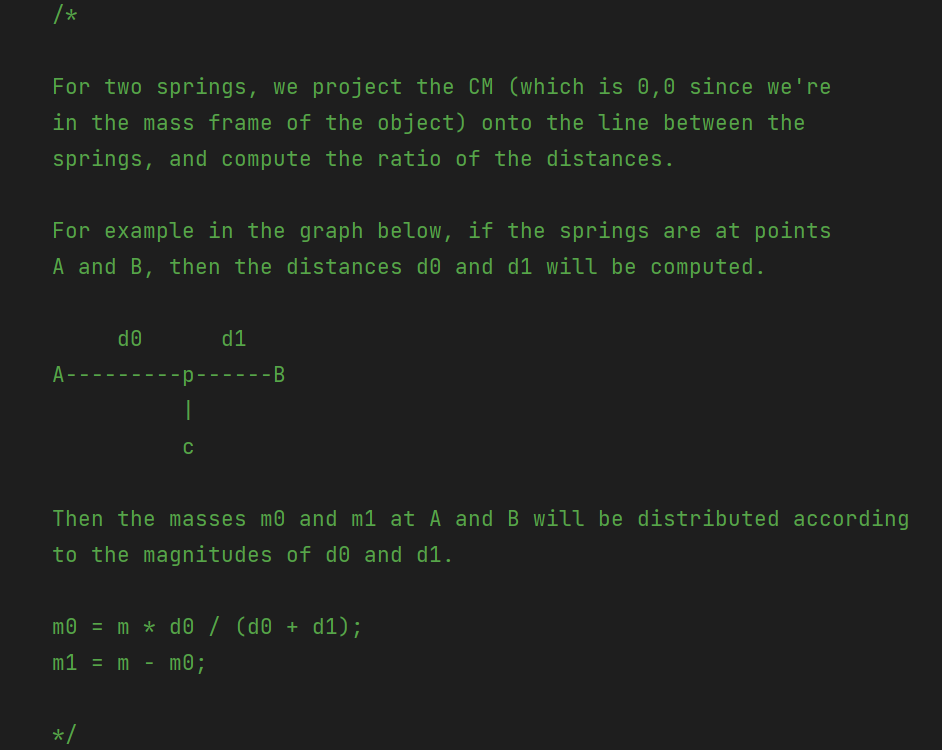 /*

For two springs, we project the CM (which is 0,0 since we're
in the mass frame of the object) onto the line between the
springs, and compute the ratio of the distances.

For example in the graph below, if the springs are at points
A and B, then the distances d0 and d1 will be computed.

     d0      d1
A---------p------B
          |
          c

Then the masses m0 and m1 at A and B will be distributed according
to the magnitudes of d0 and d1.

m0 = m * d0 / (d0 + d1);
m1 = m - m0;

*/